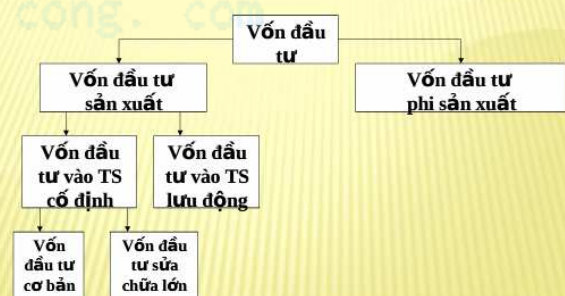 cong. com
Vốn đầu
tư
Vốn đầu tư
sản xuất
Vốn đầu tư
phi sản xuất
Vốn đầu
tư vào TS
cố định
Vốn đầu
tư vào TS
lưu động
Vốn
đầu tư
cơ bản
Vốn đầu
tư sửa
chữa lớn